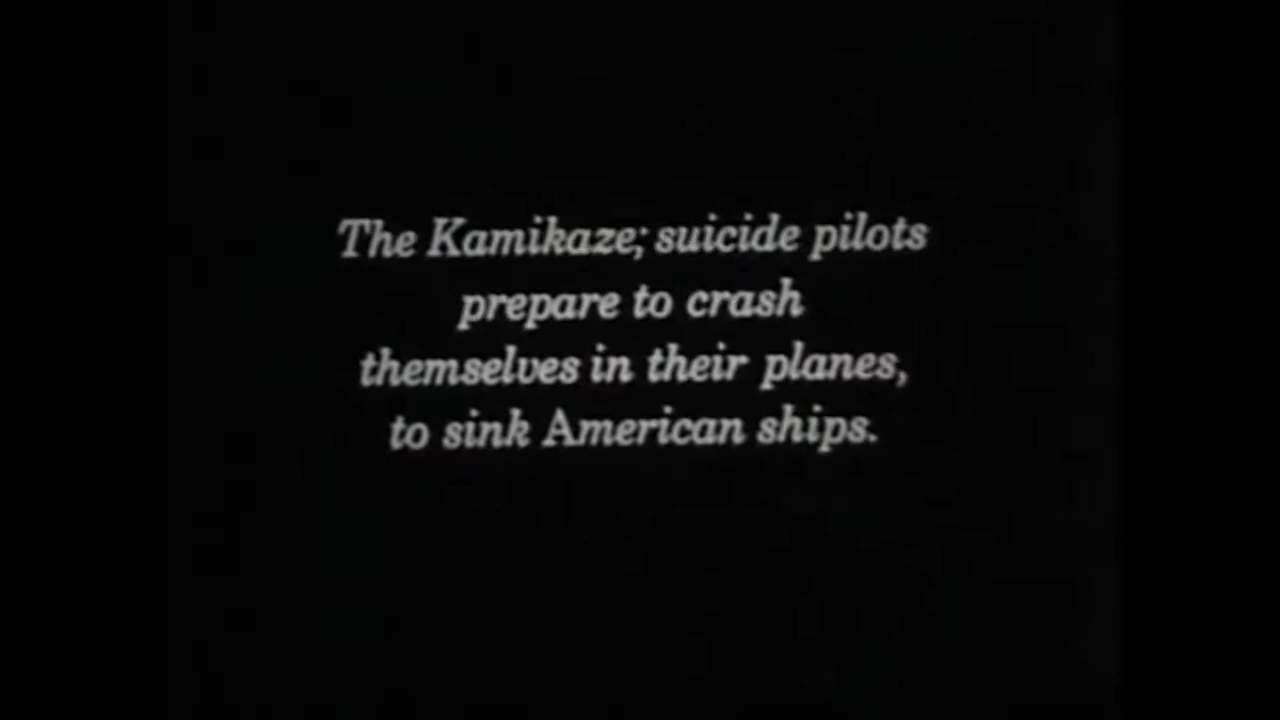 The Kamikaze; suicide pilots
prepare to crash
themselves in their planes,
to sink American ships.